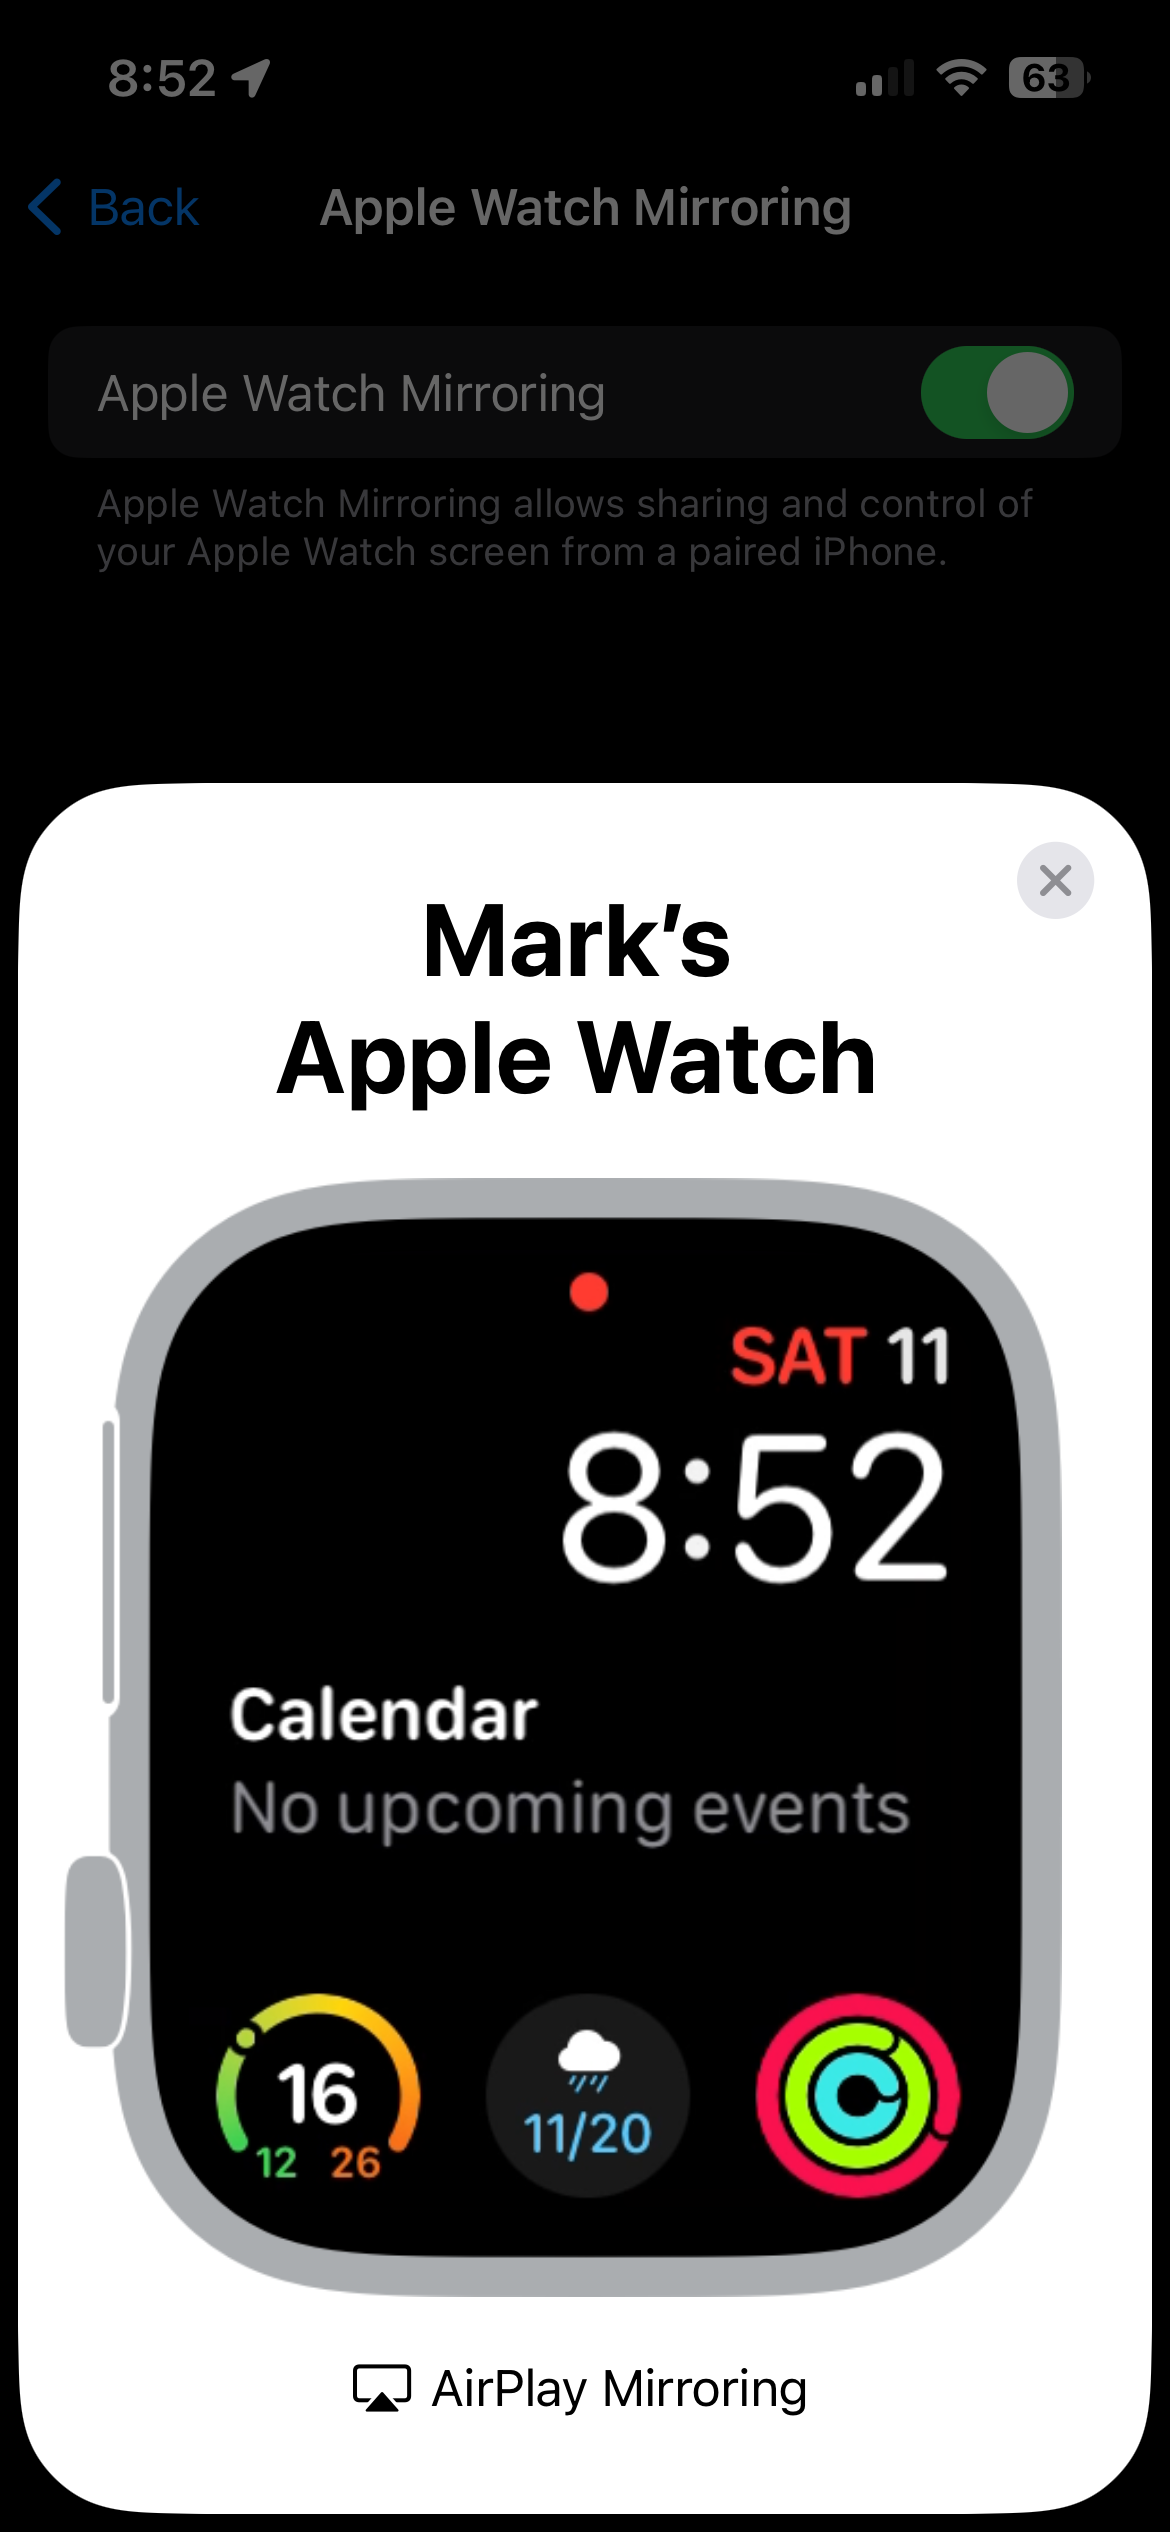 8:52
63
Back
Apple Watch Mirroring
Apple Watch Mirroring
Apple Watch Mirroring allows sharing and control of
your Apple Watch screen from a paired iPhone.
Mark’s
Apple Watch
SAT 11
8:52
Calendar
No upcoming events
16
12 26
11/20
AirPlay Mirroring